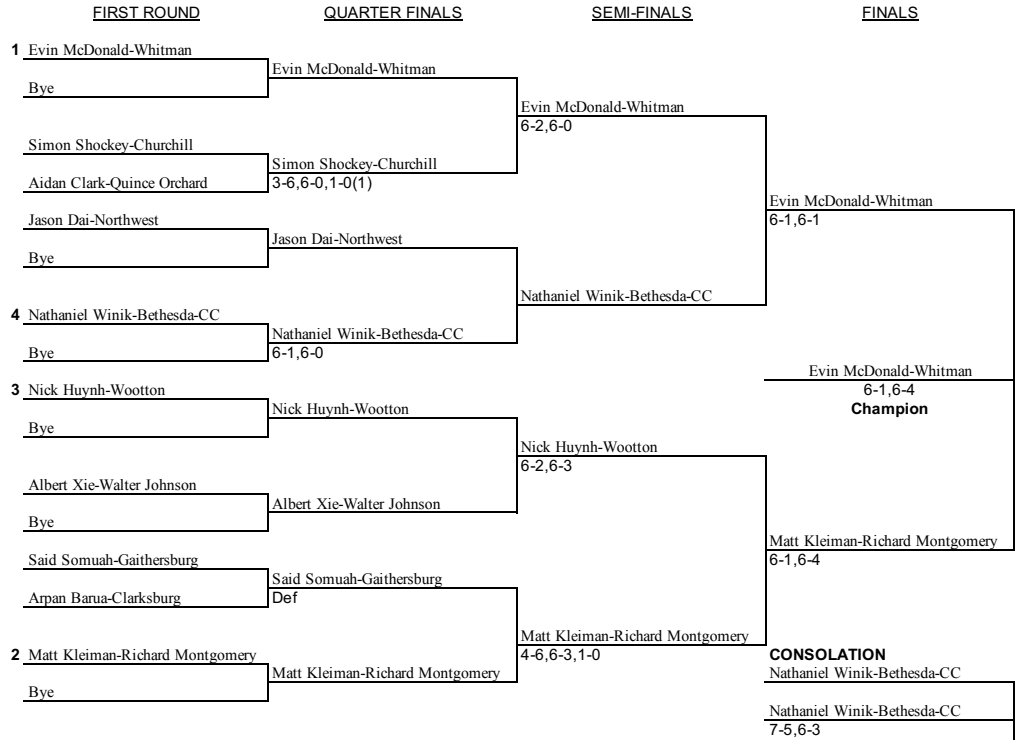 FIRST ROUND QUARTER FINALS SEMI-FINALS FINALS
1 Evin McDonald-Whitman
Evin McDonald-Whitman
Bye
Evin McDonald-Whitman
6-2,6-0
Simon Shockey-Churchill
Simon Shockey-Churchill
3-6,6-0,1-0(1)
Aidan Clark-Quince Orchard
Evin McDonald-Whitman
6-1,6-1
Jason Dai-Northwest
Jason Dai-Northwest
Bye
Nathaniel Winik-Bethesda-CC
4 Nathaniel Winik-Bethesda-CC
Nathaniel Winik-Bethesda-CC
6-1,6-0
Bye
Evin McDonald-Whitman
6-1,6-4
Champion
3 Nick Huynh-Wootton
Nick Huynh-Wootton
Bye
Nick Huynh-Wootton
6-2,6-3
Albert Xie-Walter Johnson
Albert Xie-Walter Johnson
Bye
Matt Kleiman-Richard Montgomery
6-1,6-4
Said Somuah-Gaithersburg
Said Somuah-Gaithersburg
Def
Arpan Barua-Clarksburg
Matt Kleiman-Richard Montgomery
4-6,6-3,1-0
2 Matt Kleiman-Richard Montgomery
Matt Kleiman-Richard Montgomery
Bye
CONSOLATION
Nathaniel Winik-Bethesda-CC
Nathaniel Winik-Bethesda-CC
7-5,6-3